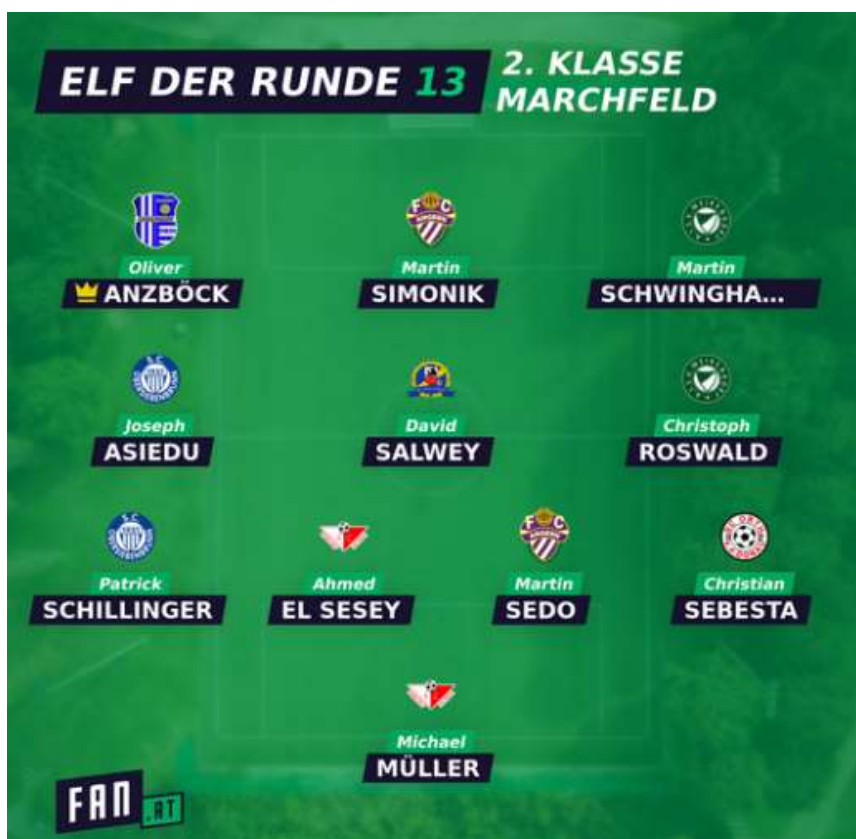 ELF DER RUNDE 13
2. KLASSE
MARCHFELD
Oliver
ANZBÖCK
Martin
SIMONIK
Martin
SCHWINGHA...
Joseph
ASIEDU
David
SALWEY
Christoph
ROSWALD
Patrick
SCHILLINGER
Ahmed
EL SESEY
Martin
SEDO
Christian
SEBESTA
Michael
MÜLLER
FAN.AT